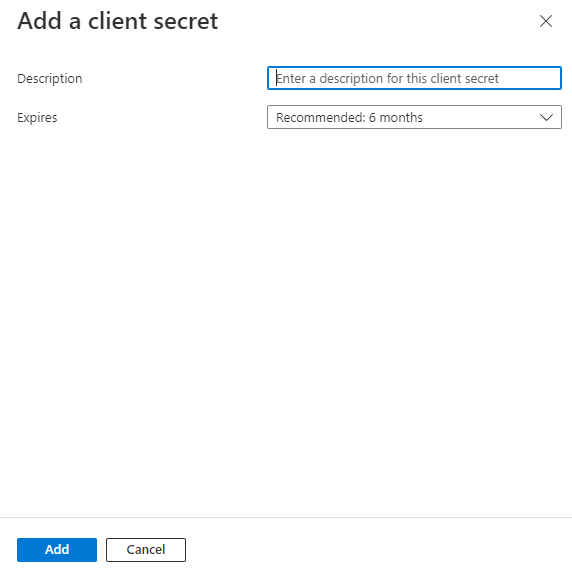 Add a client secret
Description
Enter a description for this client secret
Expires
Recommended: 6 months
Add
Cancel